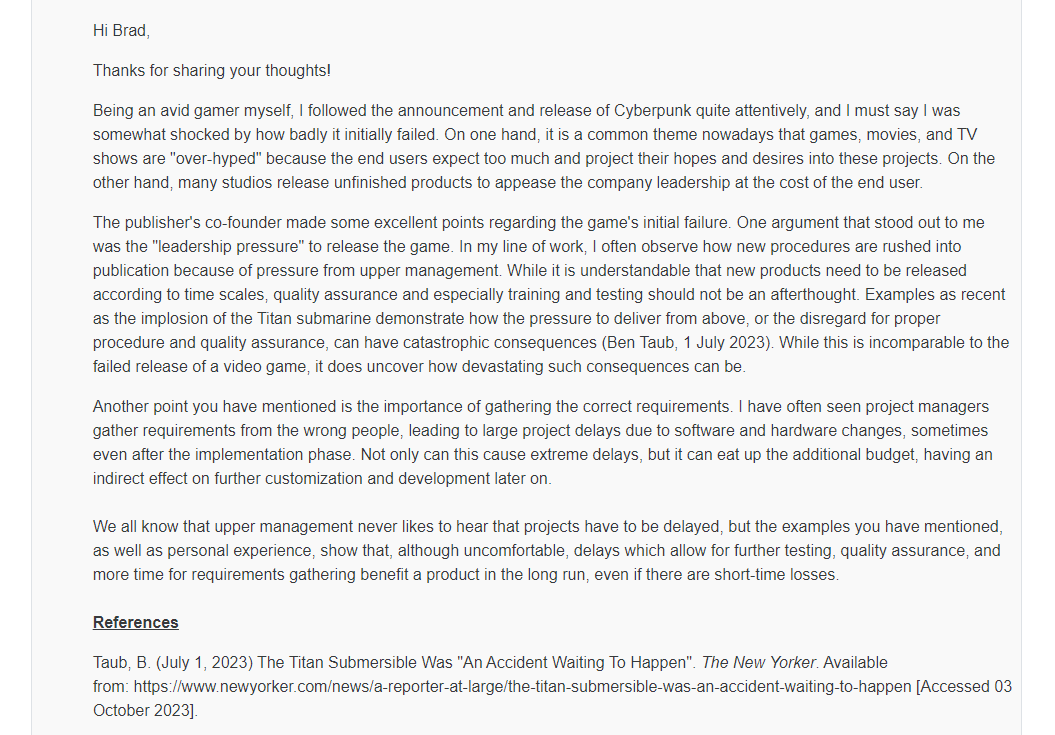 Hi Brad,
Thanks for sharing your thoughts!
Being an avid gamer myself, I followed the announcement and release of Cyberpunk quite attentively, and I must say I was
somewhat shocked by how badly it initially failed. On one hand, it is a common theme nowadays that games, movies, and TV
shows are "over-hyped" because the end users expect too much and project their hopes and desires into these projects. On the
other hand, many studios release unfinished products to appease the company leadership at the cost of the end user.
The publisher's co-founder made some excellent points regarding the game's initial failure. One argument that stood out to me
was the "leadership pressure" to release the game. In my line of work, I often observe how new procedures are rushed into
publication because of pressure from upper management. While it is understandable that new products need to be released
according to time scales, quality assurance and especially training and testing should not be an afterthought. Examples as recent
as the implosion of the Titan submarine demonstrate how the pressure to deliver from above, or the disregard for proper
procedure and quality assurance, can have catastrophic consequences (Ben Taub, 1 July 2023). While this is incomparable to the
failed release of a video game, it does uncover how devastating such consequences can be.
Another point you have mentioned is the importance of gathering the correct requirements. I have often seen project managers
gather requirements from the wrong people, leading to large project delays due to software and hardware changes, sometimes
even after the implementation phase. Not only can this cause extreme delays, but it can eat up the additional budget, having an
indirect effect on further customization and development later on.
We all know that upper management never likes to hear that projects have to be delayed, but the examples you have mentioned,
as well as personal experience, show that, although uncomfortable, delays which allow for further testing, quality assurance, and
more time for requirements gathering benefit a product in the long run, even if there are short-time losses.
References
Taub, B. (July 1, 2023) The Titan Submersible Was "An Accident Waiting To Happen". The New Yorker. Available
from: https://www.newyorker.com/news/a-reporter-at-large/the-titan-submersible-was-an-accident-waiting-to-happen [Accessed 03
October 2023].